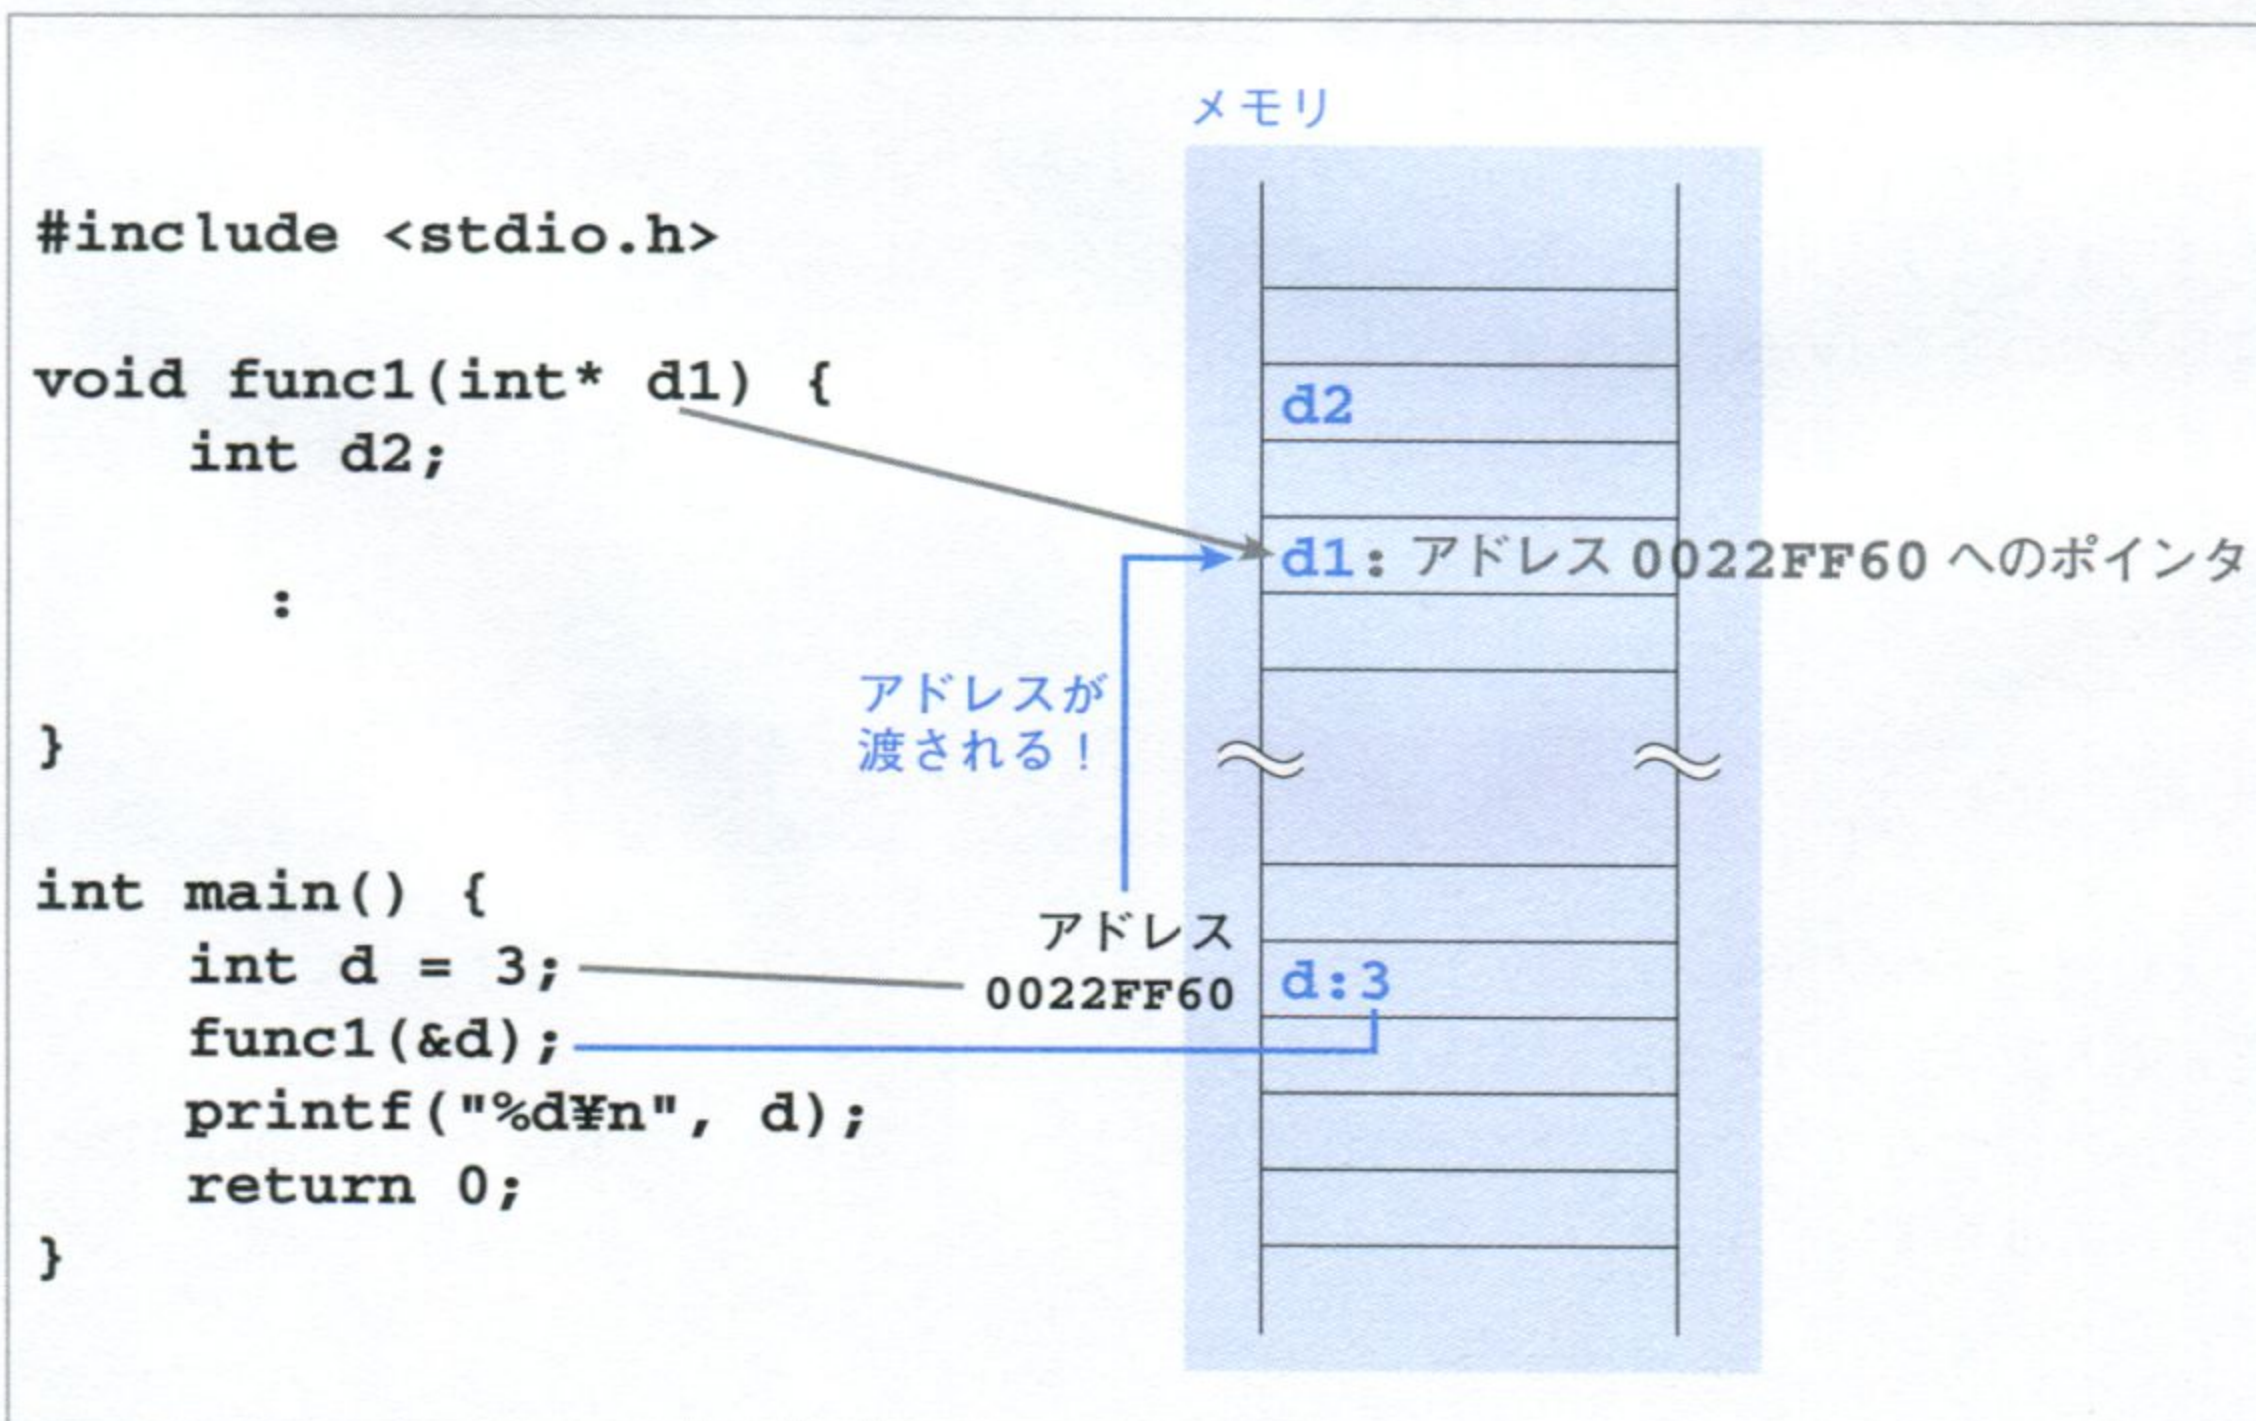 #include <stdio.h>
void func1(int* d1) {
int d2;
:
}
int main() {
int d = 3;
func1(&d);
printf("%d¥n", d);
return 0;
}
メモリ
d2
d1: アドレス 0022FF60 へのポインタ
アドレスが
渡される！
アドレス
0022FF60
d:3